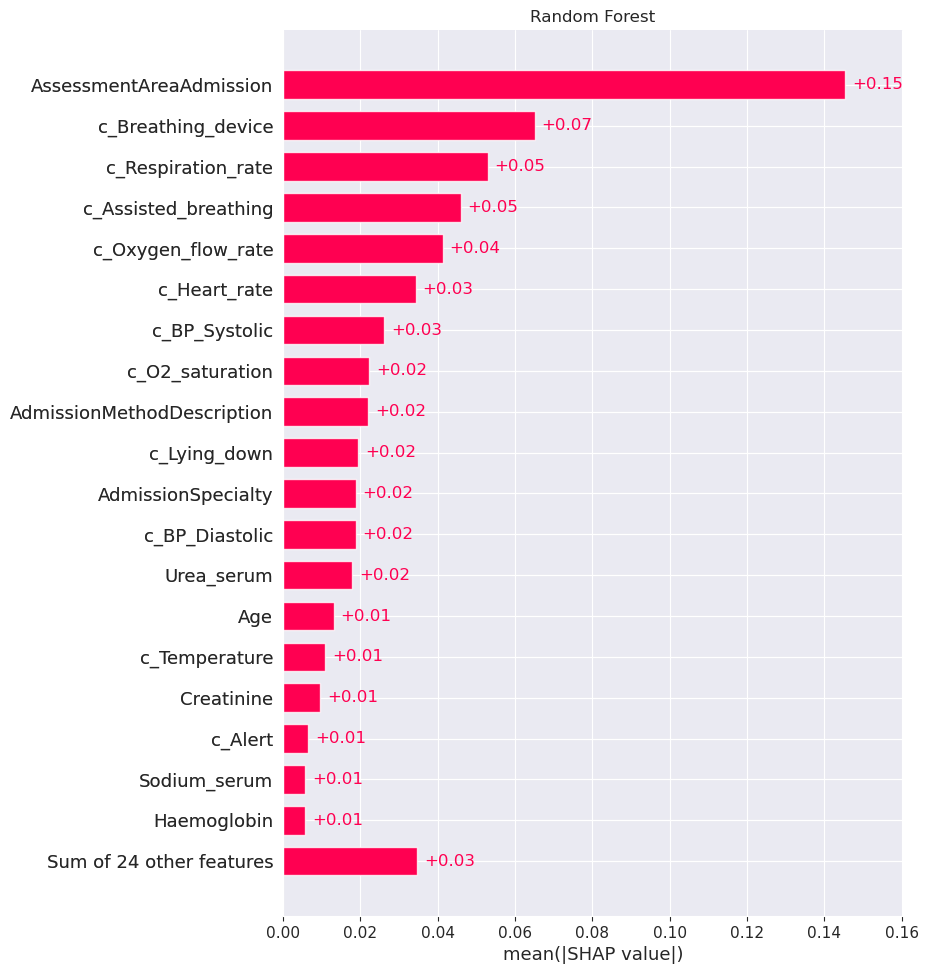 Random Forest
AssessmentAreaAdmission +0.15
c_Breathing_device +0.07
c_Respiration_rate +0.05
c_Assisted_breathing +0.05
c_Oxygen_flow_rate +0.04
c_Heart_rate +0.03
c_BP_Systolic +0.03
c_O2_saturation +0.02
AdmissionMethodDescription +0.02
c_Lying_down +0.02
AdmissionSpecialty +0.02
c_BP_Diastolic +0.02
Urea_serum +0.02
Age +0.01
c_Temperature +0.01
Creatinine +0.01
c_Alert +0.01
Sodium_serum +0.01
Haemoglobin +0.01
Sum of 24 other features +0.03
0.00 0.02 0.04 0.06 0.08 0.10 0.12 0.14 0.16
mean(|SHAP value|)